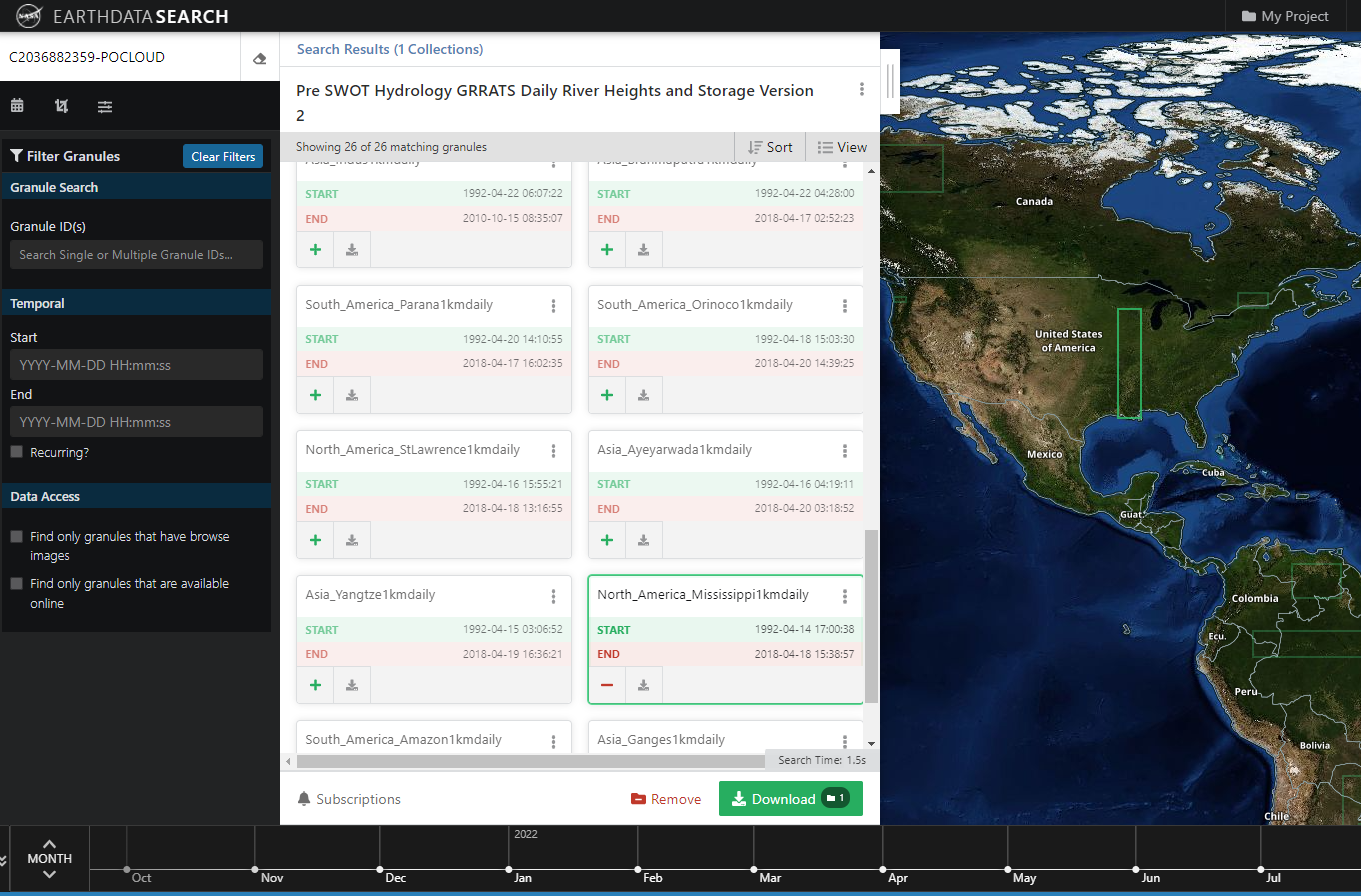 NASA EARTHDATA SEARCH
My Project
C2036882359-POCLOUD
Filter Granules
Clear Filters
Granule Search
Granule ID(s)
Search Single or Multiple Granule IDs...
Temporal
Start
YYYY-MM-DD HH:mm:ss
End
YYYY-MM-DD HH:mm:ss
Recurring?
Data Access
Find only granules that have browse
images
Find only granules that are available
online
Search Results (1 Collections)
Pre SWOT Hydrology GRRATS Daily River Heights and Storage Version
2
Showing 26 of 26 matching granules
Sort
View
Asia_Indus1kmdaily
START 1992-04-22 06:07:22
END 2010-10-15 08:35:07
Asia_Brahmaputra1kmdaily
START 1992-04-22 04:28:00
END 2018-04-17 02:52:23
South_America_Parana1kmdaily
START 1992-04-20 14:10:55
END 2018-04-17 16:02:35
South_America_Orinoco1kmdaily
START 1992-04-18 15:03:30
END 2018-04-20 14:39:25
North_America_StLawrence1kmdaily
START 1992-04-16 15:55:21
END 2018-04-18 13:16:55
Asia_Ayeyarwada1kmdaily
START 1992-04-16 04:19:11
END 2018-04-20 03:18:52
Asia_Yangtze1kmdaily
START 1992-04-15 03:06:52
END 2018-04-19 16:36:21
North_America_Mississippi1kmdaily
START 1992-04-14 17:00:38
END 2018-04-18 15:38:57
South_America_Amazon1kmdaily
Asia_Ganges1kmdaily
Search Time: 1.5s
Subscriptions
Remove
Download 1
Canada
United States
of America
Mexico
Cuba
Guat.
Colombia
Ecu.
Peru
Bolivia
Chile
MONTH
2022
Oct Nov Dec Jan Feb Mar Apr May Jun Jul